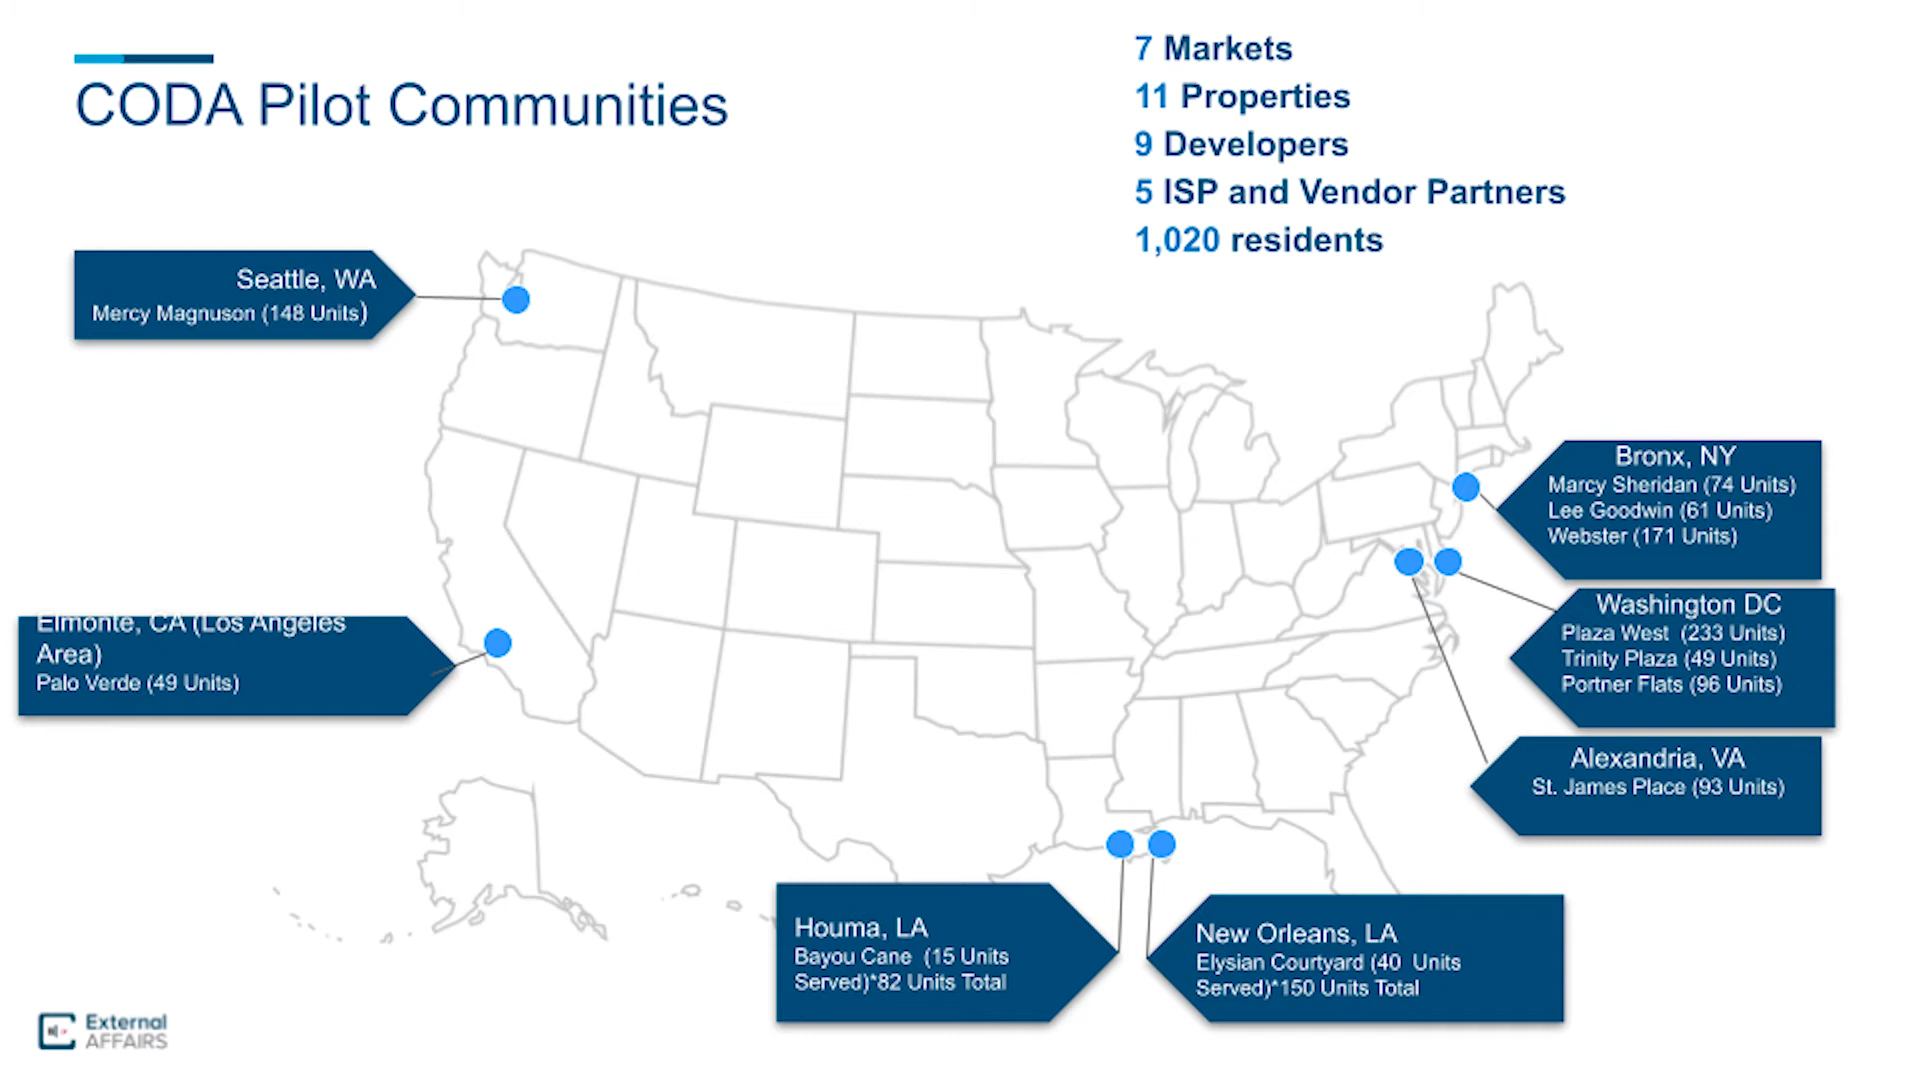 CODA Pilot Communities
7 Markets
11 Properties
9 Developers
5 ISP and Vendor Partners
1,020 residents
Seattle, WA
Mercy Magnuson (148 Units)
Elmonte, CA (Los Angeles
Area)
Palo Verde (49 Units)
Bronx, NY
Marcy Sheridan (74 Units)
Lee Goodwin (61 Units)
Webster (171 Units)
Washington DC
Plaza West (233 Units)
Trinity Plaza (49 Units)
Portner Flats (96 Units)
Alexandria, VA
St. James Place (93 Units)
Houma, LA
Bayou Cane (15 Units
Served)*82 Units Total
New Orleans, LA
Elysian Courtyard (40 Units
Served)*150 Units Total
External
AFFAIRS